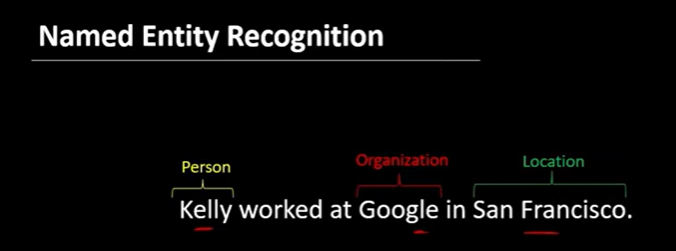 Named Entity Recognition
Person Organization Location
Kelly worked at Google in San Francisco.